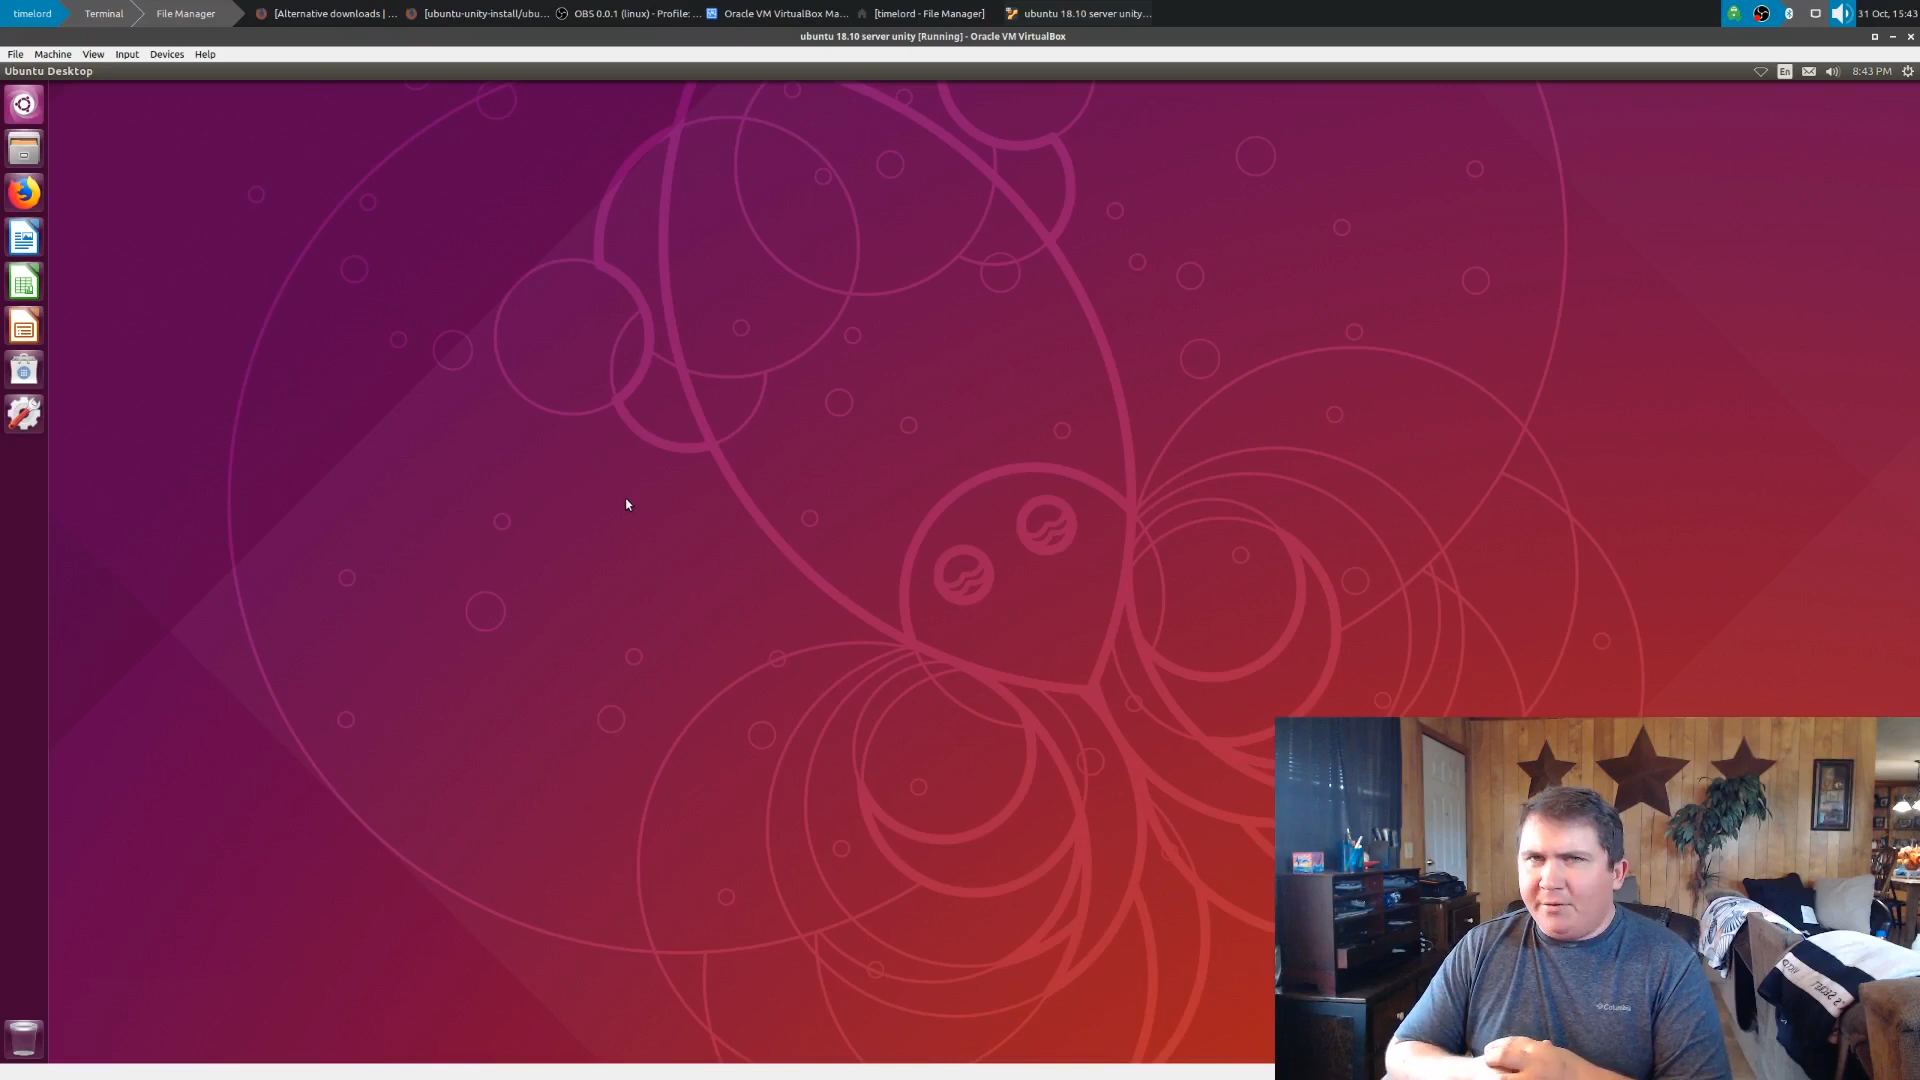 timelord Terminal File Manager [Alternative downloads | ... [ubuntu-unity-install/ubu... OBS 0.0.1 (linux) - Profile: ... Oracle VM VirtualBox Ma... [timelord - File Manager] ubuntu 18.10 server unity... 31 Oct, 15:43
ubuntu 18.10 server unity [Running] - Oracle VM VirtualBox
File Machine View Input Devices Help
Ubuntu Desktop En 8:43 PM
Columbia